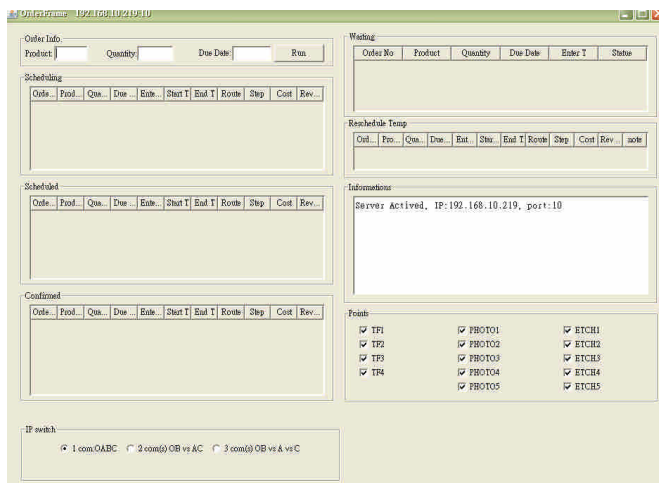 OrderFrame 192.168.10.219:10
Order Info.
Product: Quantity: Due Date: Run
Scheduling
Orde... Prod... Qua... Due ... Ente... Start T End T Route Step Cost Rev...
Scheduled
Orde... Prod... Qua... Due ... Ente... Start T End T Route Step Cost Rev...
Confirmed
Orde... Prod... Qua... Due ... Ente... Start T End T Route Step Cost Rev...
IP switch
1 com:OABC 2 com(s) OB vs AC 3 com(s) OB vs A vs C
Waiting
Order No Product Quantity Due Date Enter T Status
Reschedule Temp
Ord... Pro... Qua... Due... Ent... Star... End T Route Step Cost Rev ... note
Informations
Server Actived, IP:192.168.10.219, port:10
Points
TF1 PHOTO1 ETCH1
TF2 PHOTO2 ETCH2
TF3 PHOTO3 ETCH3
TF4 PHOTO4 ETCH4
PHOTO5 ETCH5